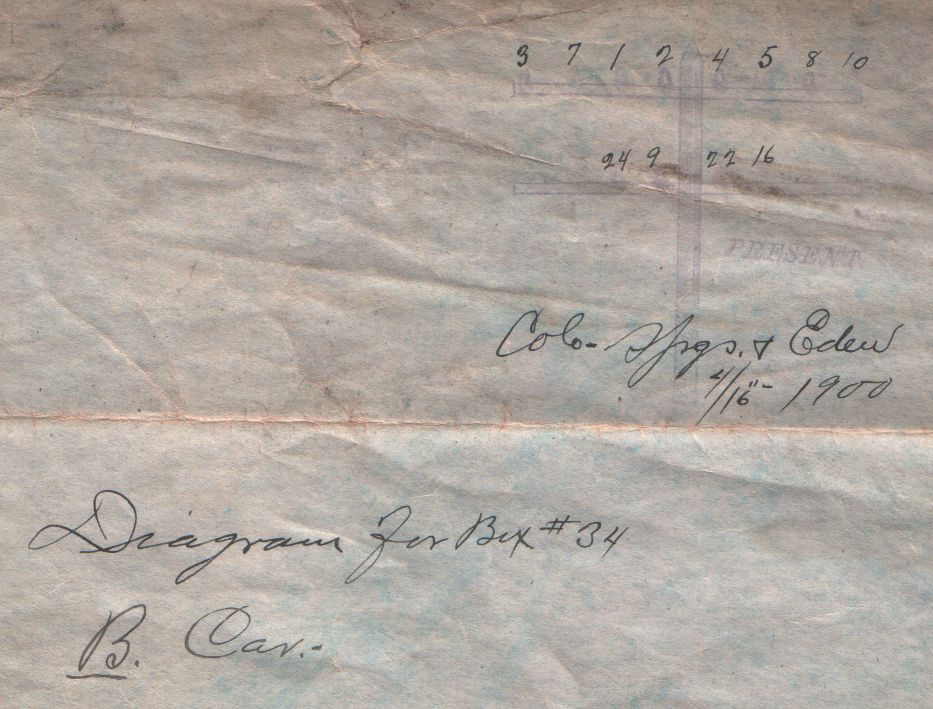 3 7 1 2 4 5 8 10
24 9 22 16
PRESENT
Colo- Spgs. & Eden
4/16" 1900
Diagram for Box #34
B. Car.-